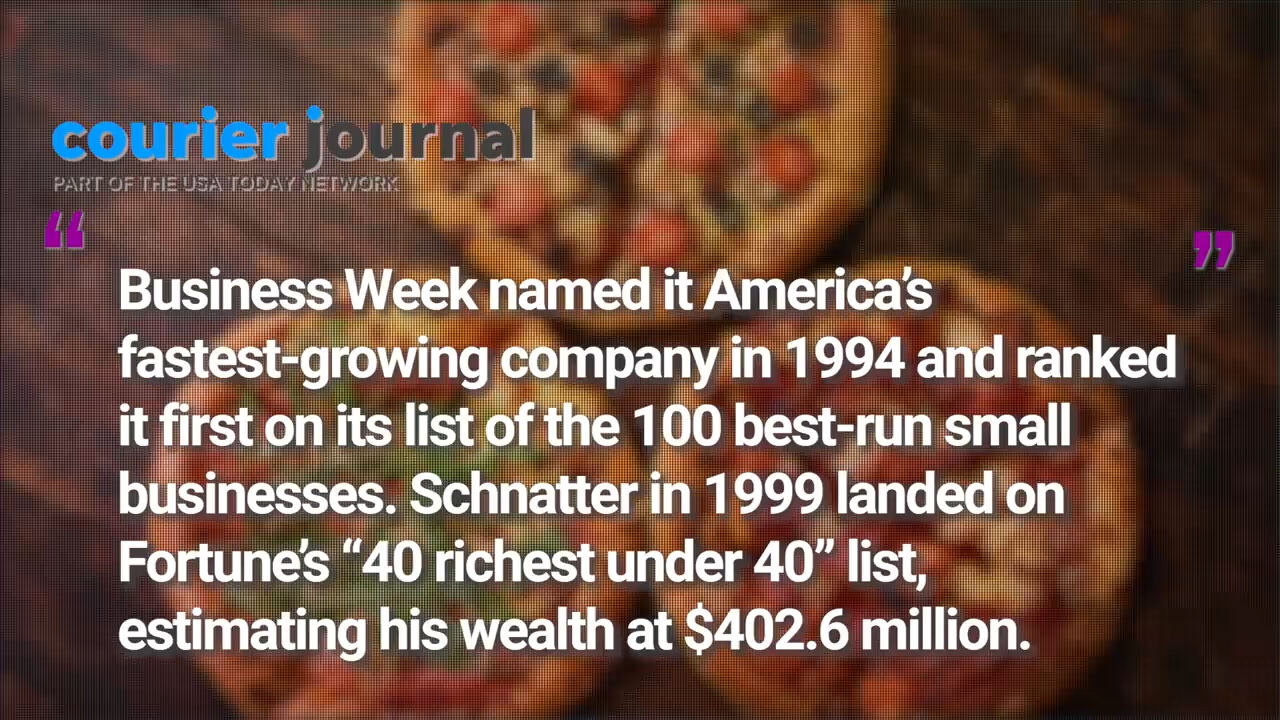 courier journal
PART OF THE USA TODAY NETWORK
“ ”
Business Week named it America’s
fastest-growing company in 1994 and ranked
it first on its list of the 100 best-run small
businesses. Schnatter in 1999 landed on
Fortune’s “40 richest under 40” list,
estimating his wealth at $402.6 million.